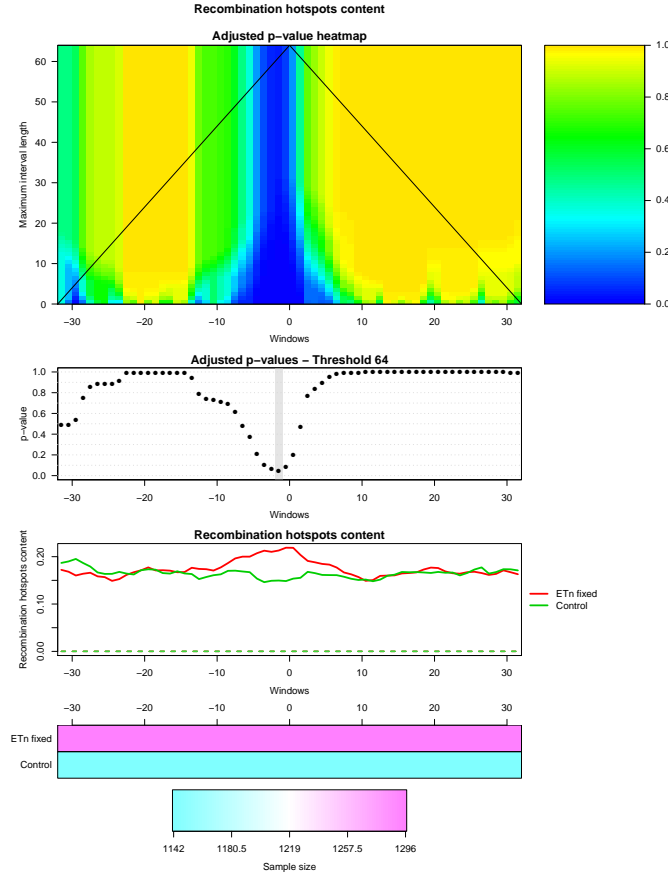 Recombination hotspots content
Adjusted p-value heatmap
Maximum interval length
60
50
40
30
20
10
0
−30 −20 −10 0 10 20 30
Windows
1.0
0.8
0.6
0.4
0.2
0.0
Adjusted p-values − Threshold 64
p-value
1.0
0.8
0.6
0.4
0.2
0.0
−30 −20 −10 0 10 20 30
Windows
Recombination hotspots content
Recombination hotspots content
0.20
0.10
0.00
−30 −20 −10 0 10 20 30
Windows
ETn fixed
Control
−30 −20 −10 0 10 20 30
ETn fixed
Control
1142 1180.5 1219 1257.5 1296
Sample size